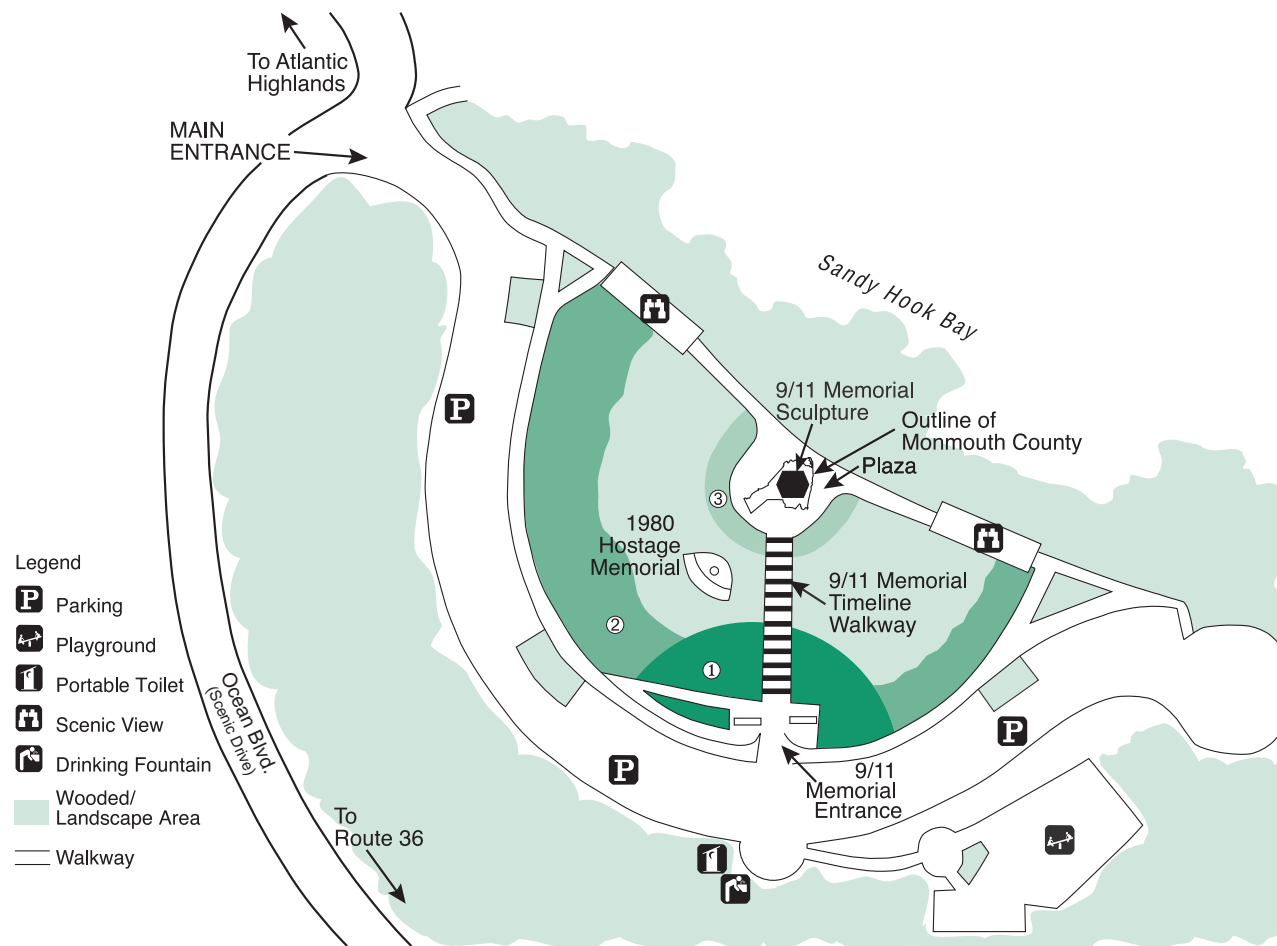 To Atlantic
Highlands
MAIN
ENTRANCE
Sandy Hook Bay
9/11 Memorial
Sculpture
Outline of
Monmouth County
Plaza
P
3
1980
Hostage
Memorial
9/11 Memorial
Timeline
Walkway
2
1
P
P
9/11
Memorial
Entrance
Ocean Blvd.
(Scenic Drive)
To
Route 36
Legend
P Parking
Playground
Portable Toilet
Scenic View
Drinking Fountain
Wooded/
Landscape Area
Walkway